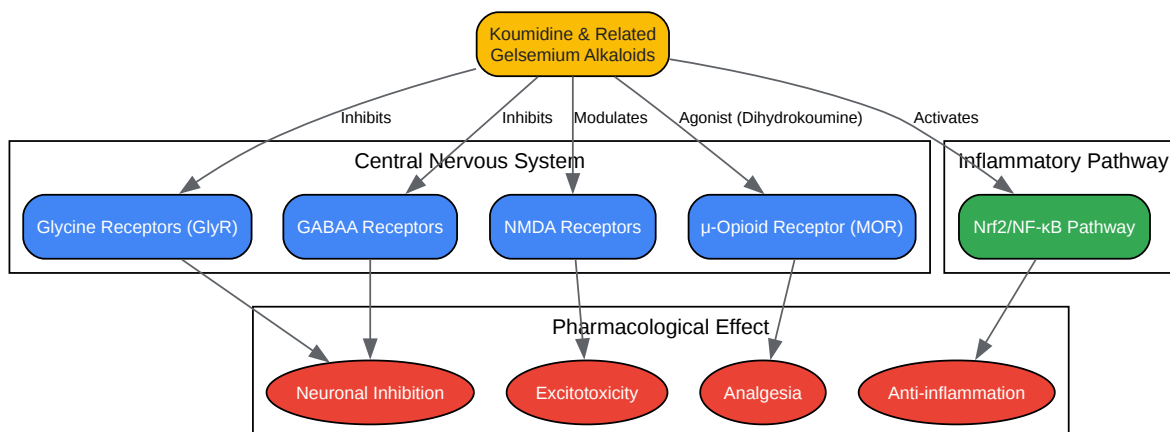 Koumidine & Related
Gelsemium Alkaloids
Inhibits
Inhibits
Modulates
Agonist (Dihydrokoumine)
Activates
Central Nervous System
Inflammatory Pathway
Glycine Receptors (GlyR)
GABAA Receptors
NMDA Receptors
μ-Opioid Receptor (MOR)
Nrf2/NF-κB Pathway
Pharmacological Effect
Neuronal Inhibition
Excitotoxicity
Analgesia
Anti-inflammation